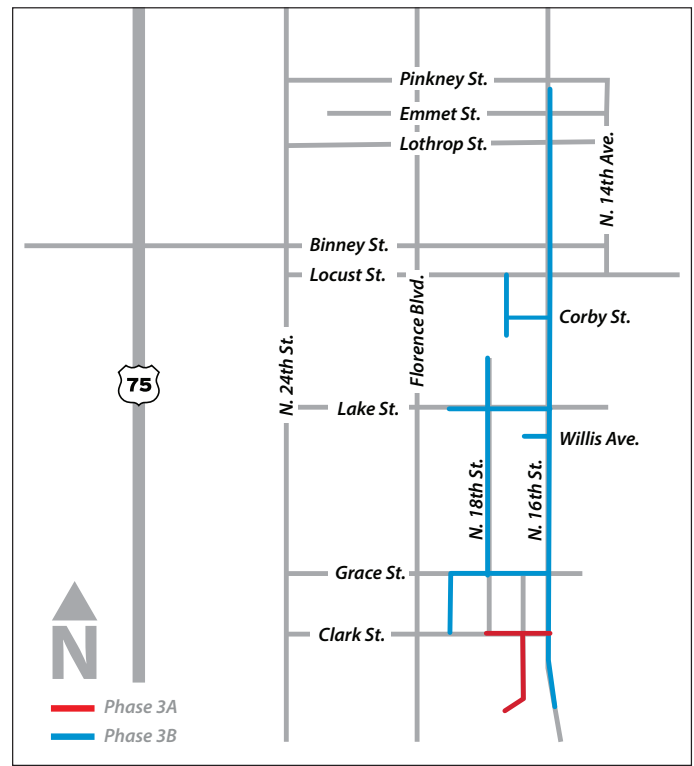 Pinkney St.
Emmet St.
Lothrop St.
N. 14th Ave.
Binney St.
Locust St.
Florence Blvd.
Corby St.
N. 24th St.
75
Lake St.
Willis Ave.
N. 18th St.
N. 16th St.
Grace St.
Clark St.
N
Phase 3A
Phase 3B